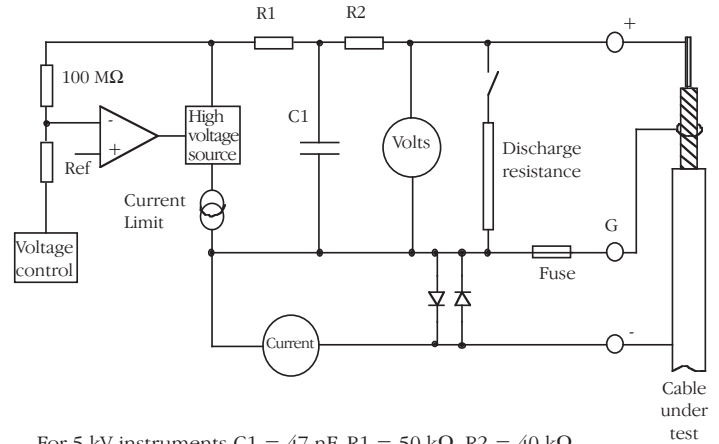 R1
R2
+
100 MΩ
-
+
Ref
High
voltage
source
C1
Volts
Discharge
resistance
Current
Limit
Voltage
control
G
Fuse
Current
-
Cable
under
test
For 5 kV instruments C1 = 47 nF, R1 = 50 kΩ, R2 = 40 kΩ